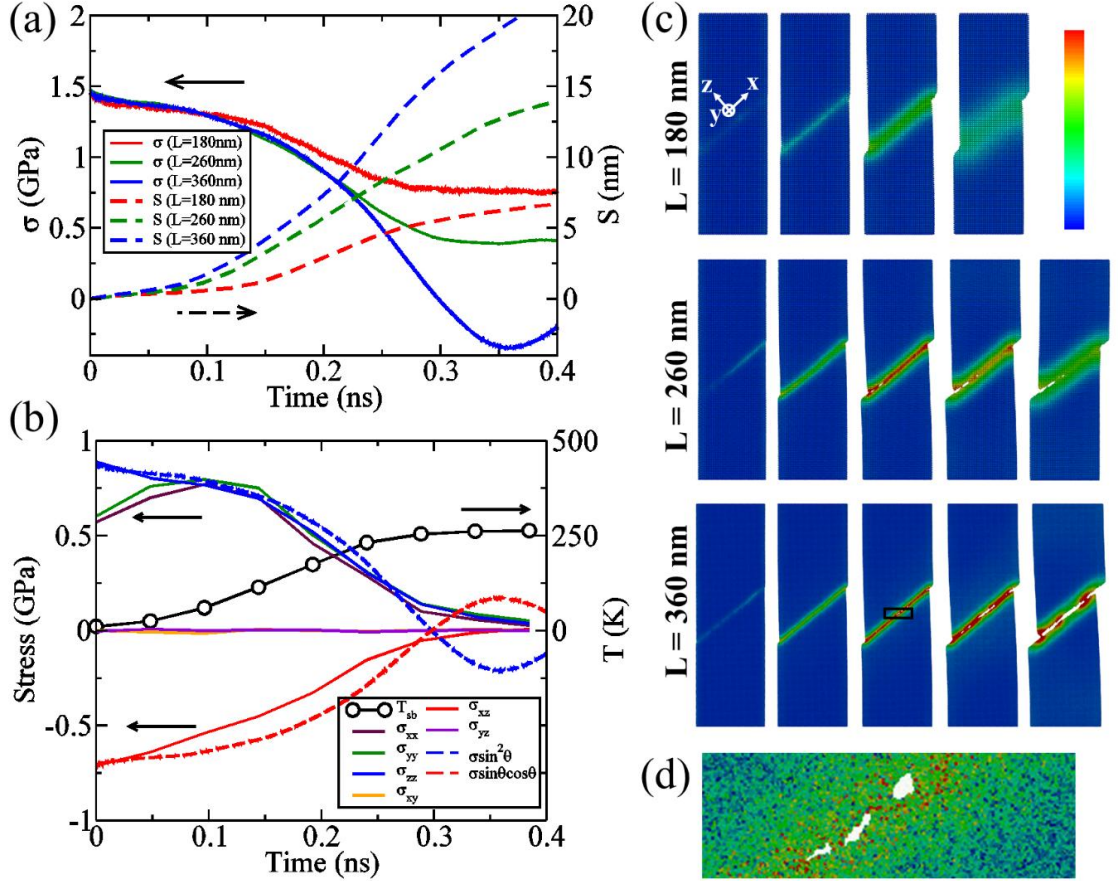 (a)
2
1.5
1
0.5
0
σ (GPa)
20
15
10
5
0
S (nm)
σ (L=180nm)
σ (L=260nm)
σ (L=360nm)
S (L=180 nm)
S (L=260 nm)
S (L=360 nm)
0 0.1 0.2 0.3 0.4
Time (ns)
(b)
1
0.5
0
-0.5
-1
Stress (GPa)
500
250
0
T (K)
T_sb
σ_xx
σ_yy
σ_zz
σ_xy
σ_xz
σ_yz
σsin²θ
σsinθcosθ
0 0.1 0.2 0.3 0.4
Time (ns)
(c)
L = 180 nm
z x
y
L = 260 nm
L = 360 nm
(d)